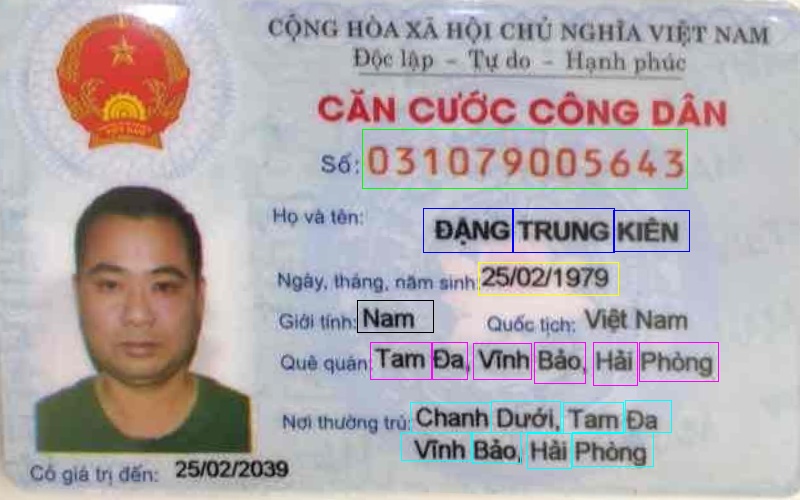 CỘNG HÒA XÃ HỘI CHỦ NGHĨA VIỆT NAM
Độc lập - Tự do - Hạnh phúc
CĂN CƯỚC CÔNG DÂN
Số: 031079005643
Họ và tên: ĐẶNG TRUNG KIÊN
Ngày, tháng, năm sinh: 25/02/1979
Giới tính: Nam Quốc tịch: Việt Nam
Quê quán: Tam Đa, Vĩnh Bảo, Hải Phòng
Nơi thường trú: Chanh Dưới, Tam Đa
Vĩnh Bảo, Hải Phòng
Có giá trị đến: 25/02/2039